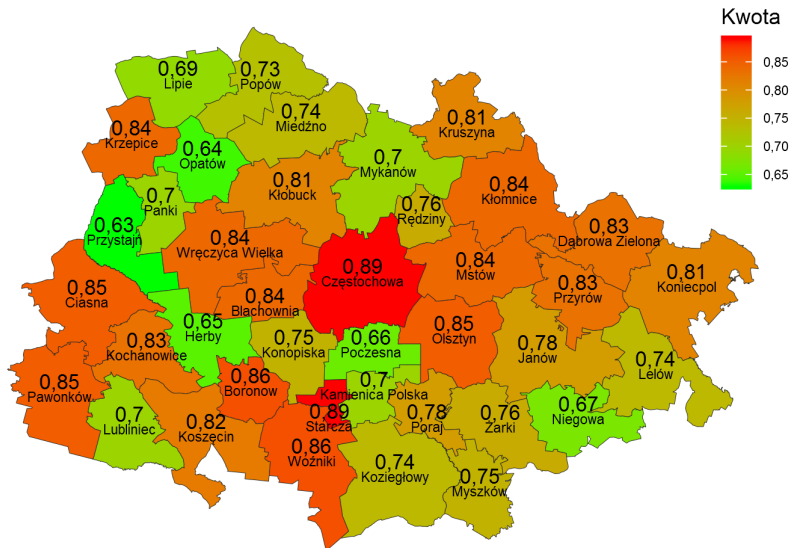 Kwota
0,85
0,80
0,75
0,70
0,65
0,69
Lipie
0,73
Popów
0,74
Miedźno
0,81
Kruszyna
0,84
Krzepice
0,64
Opatów
0,7
Mykanów
0,81
Kłobuck
0,84
Kłomnice
0,7
Panki
0,76
Rędziny
0,63
Przystajń
0,84
Wręczyca Wielka
0,83
Dąbrowa Zielona
0,89
Częstochowa
0,84
Mstów
0,81
Koniecpol
0,85
Ciasna
0,84
Blachownia
0,83
Przyrów
0,65
Herby
0,83
Kochanowice
0,75
Konopiska
0,66
Poczesna
0,85
Olsztyn
0,78
Janów
0,74
Lelów
0,85
Pawonków
0,86
Boronow
0,7
Kamienica Polska
0,7
Lubliniec
0,82
Koszecin
0,89
Starcza
0,78
Poraj
0,76
Żarki
0,67
Niegowa
0,86
Woźniki
0,74
Koziegłowy
0,75
Myszków